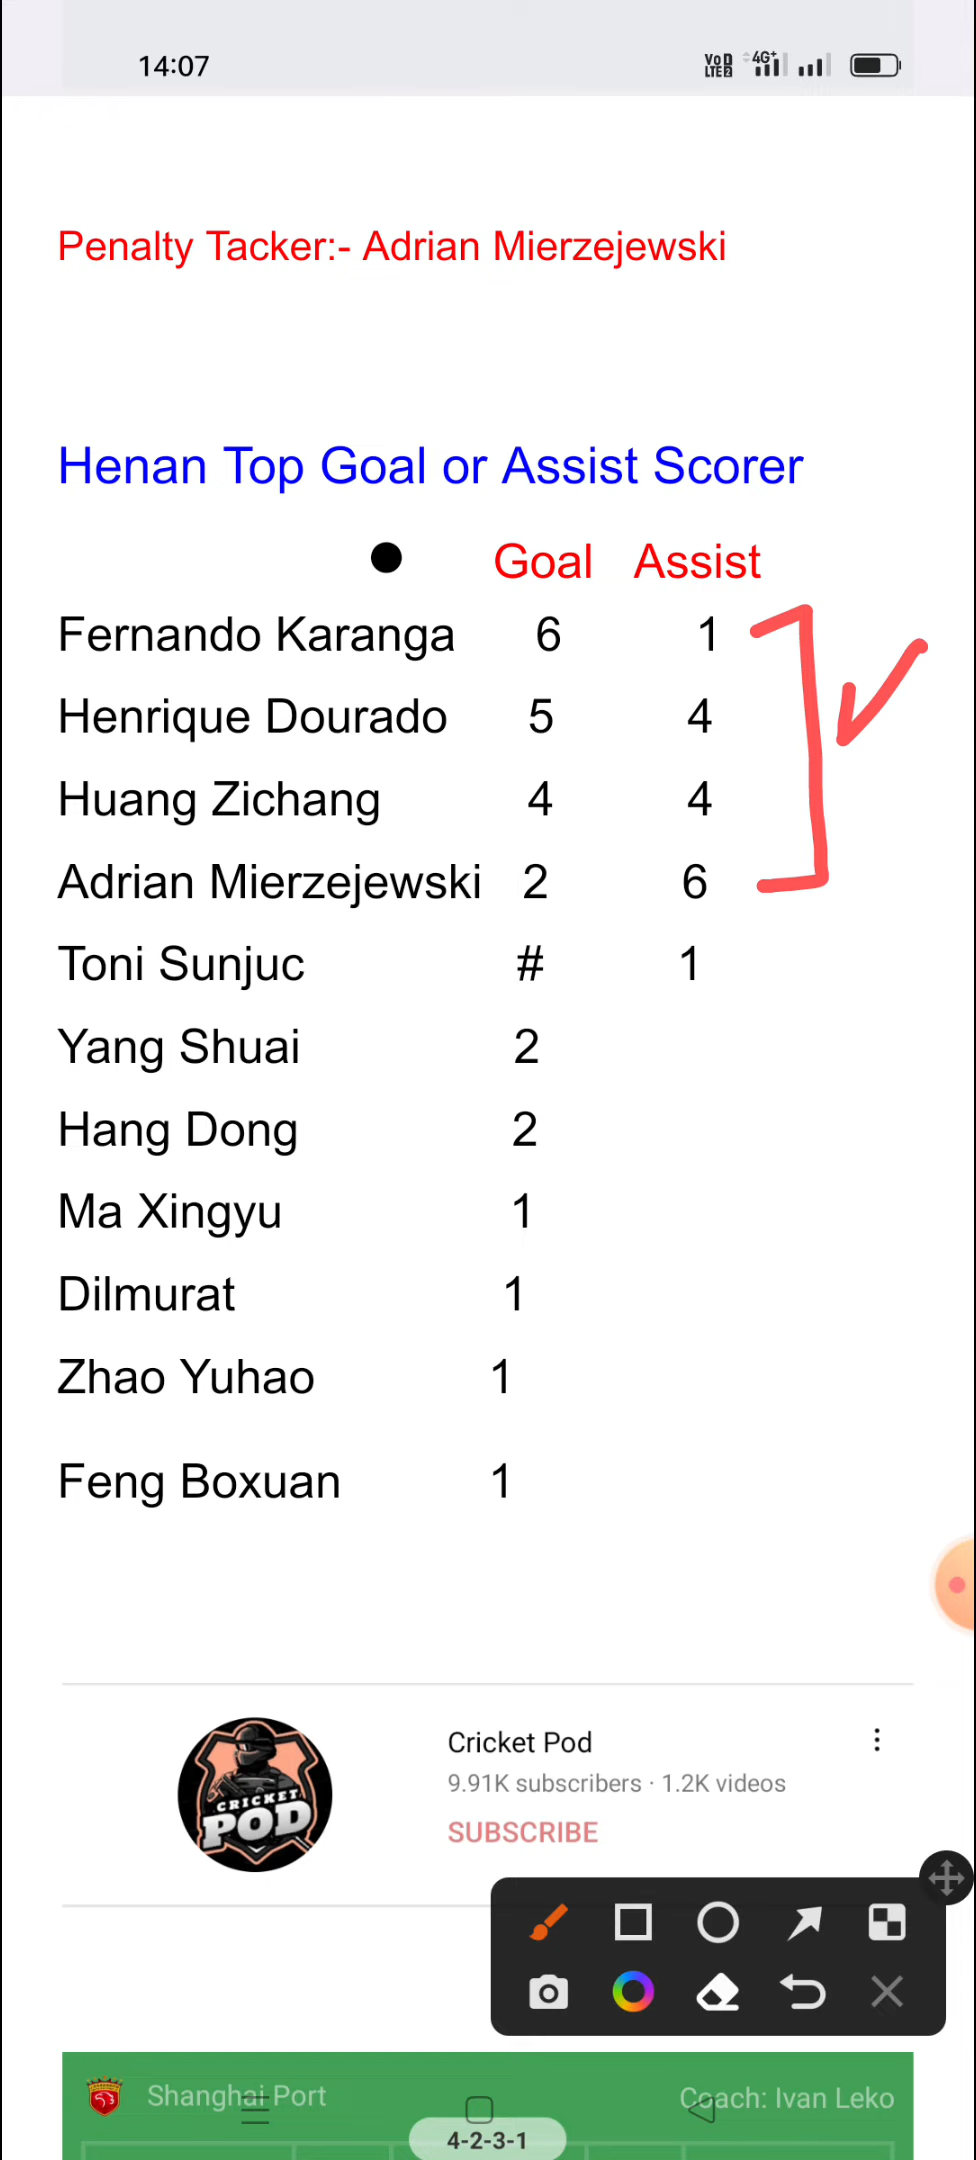 14:07 VoD LTE2 4G+
Penalty Tacker:- Adrian Mierzejewski
Henan Top Goal or Assist Scorer
● Goal Assist
Fernando Karanga 6 1
Henrique Dourado 5 4
Huang Zichang 4 4
Adrian Mierzejewski 2 6
Toni Sunjuc # 1
Yang Shuai 2
Hang Dong 2
Ma Xingyu 1
Dilmurat 1
Zhao Yuhao 1
Feng Boxuan 1
CRICKET
POD
Cricket Pod
9.91K subscribers · 1.2K videos
SUBSCRIBE
Shanghai Port Coach: Ivan Leko
4-2-3-1